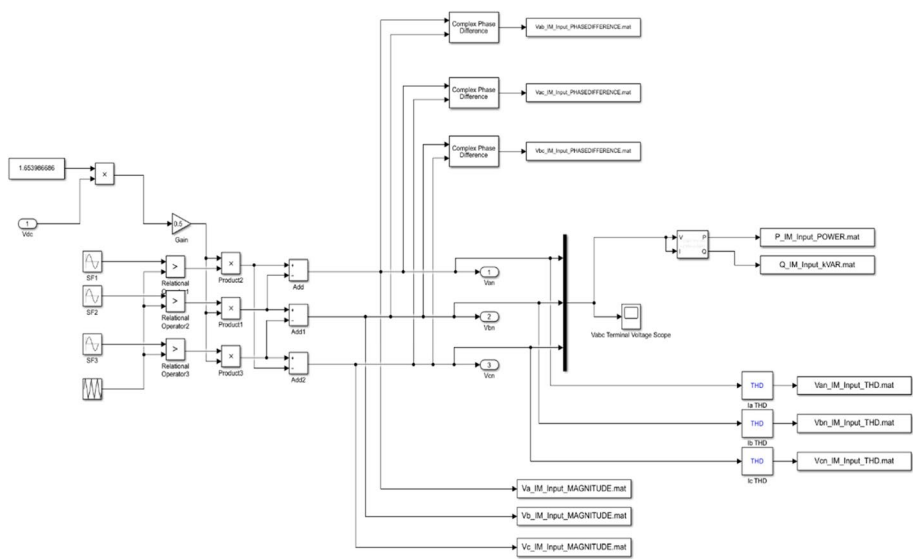 Complex Phase
Difference
Vab_IM_Input_PHASEDIFFERENCE.mat
Complex Phase
Difference
Vac_IM_Input_PHASEDIFFERENCE.mat
Complex Phase
Difference
Vbc_IM_Input_PHASEDIFFERENCE.mat
1.653986686
×
1
Vdc
0.5
Gain
SF1
>
Relational
×
Product2
+
-
Add
1
Van
V
I
P
Q
P_IM_Input_POWER.mat
Q_IM_Input_kVAR.mat
SF2
>
Relational
Operator2
×
Product1
+
-
Add1
2
Vbn
Vabc Terminal Voltage Scope
SF3
>
Relational
Operator3
×
Product3
+
-
Add2
3
Vcn
THD
Ia THD
Van_IM_Input_THD.mat
THD
Ib THD
Vbn_IM_Input_THD.mat
THD
Ic THD
Vcn_IM_Input_THD.mat
Va_IM_Input_MAGNITUDE.mat
Vb_IM_Input_MAGNITUDE.mat
Vc_IM_Input_MAGNITUDE.mat